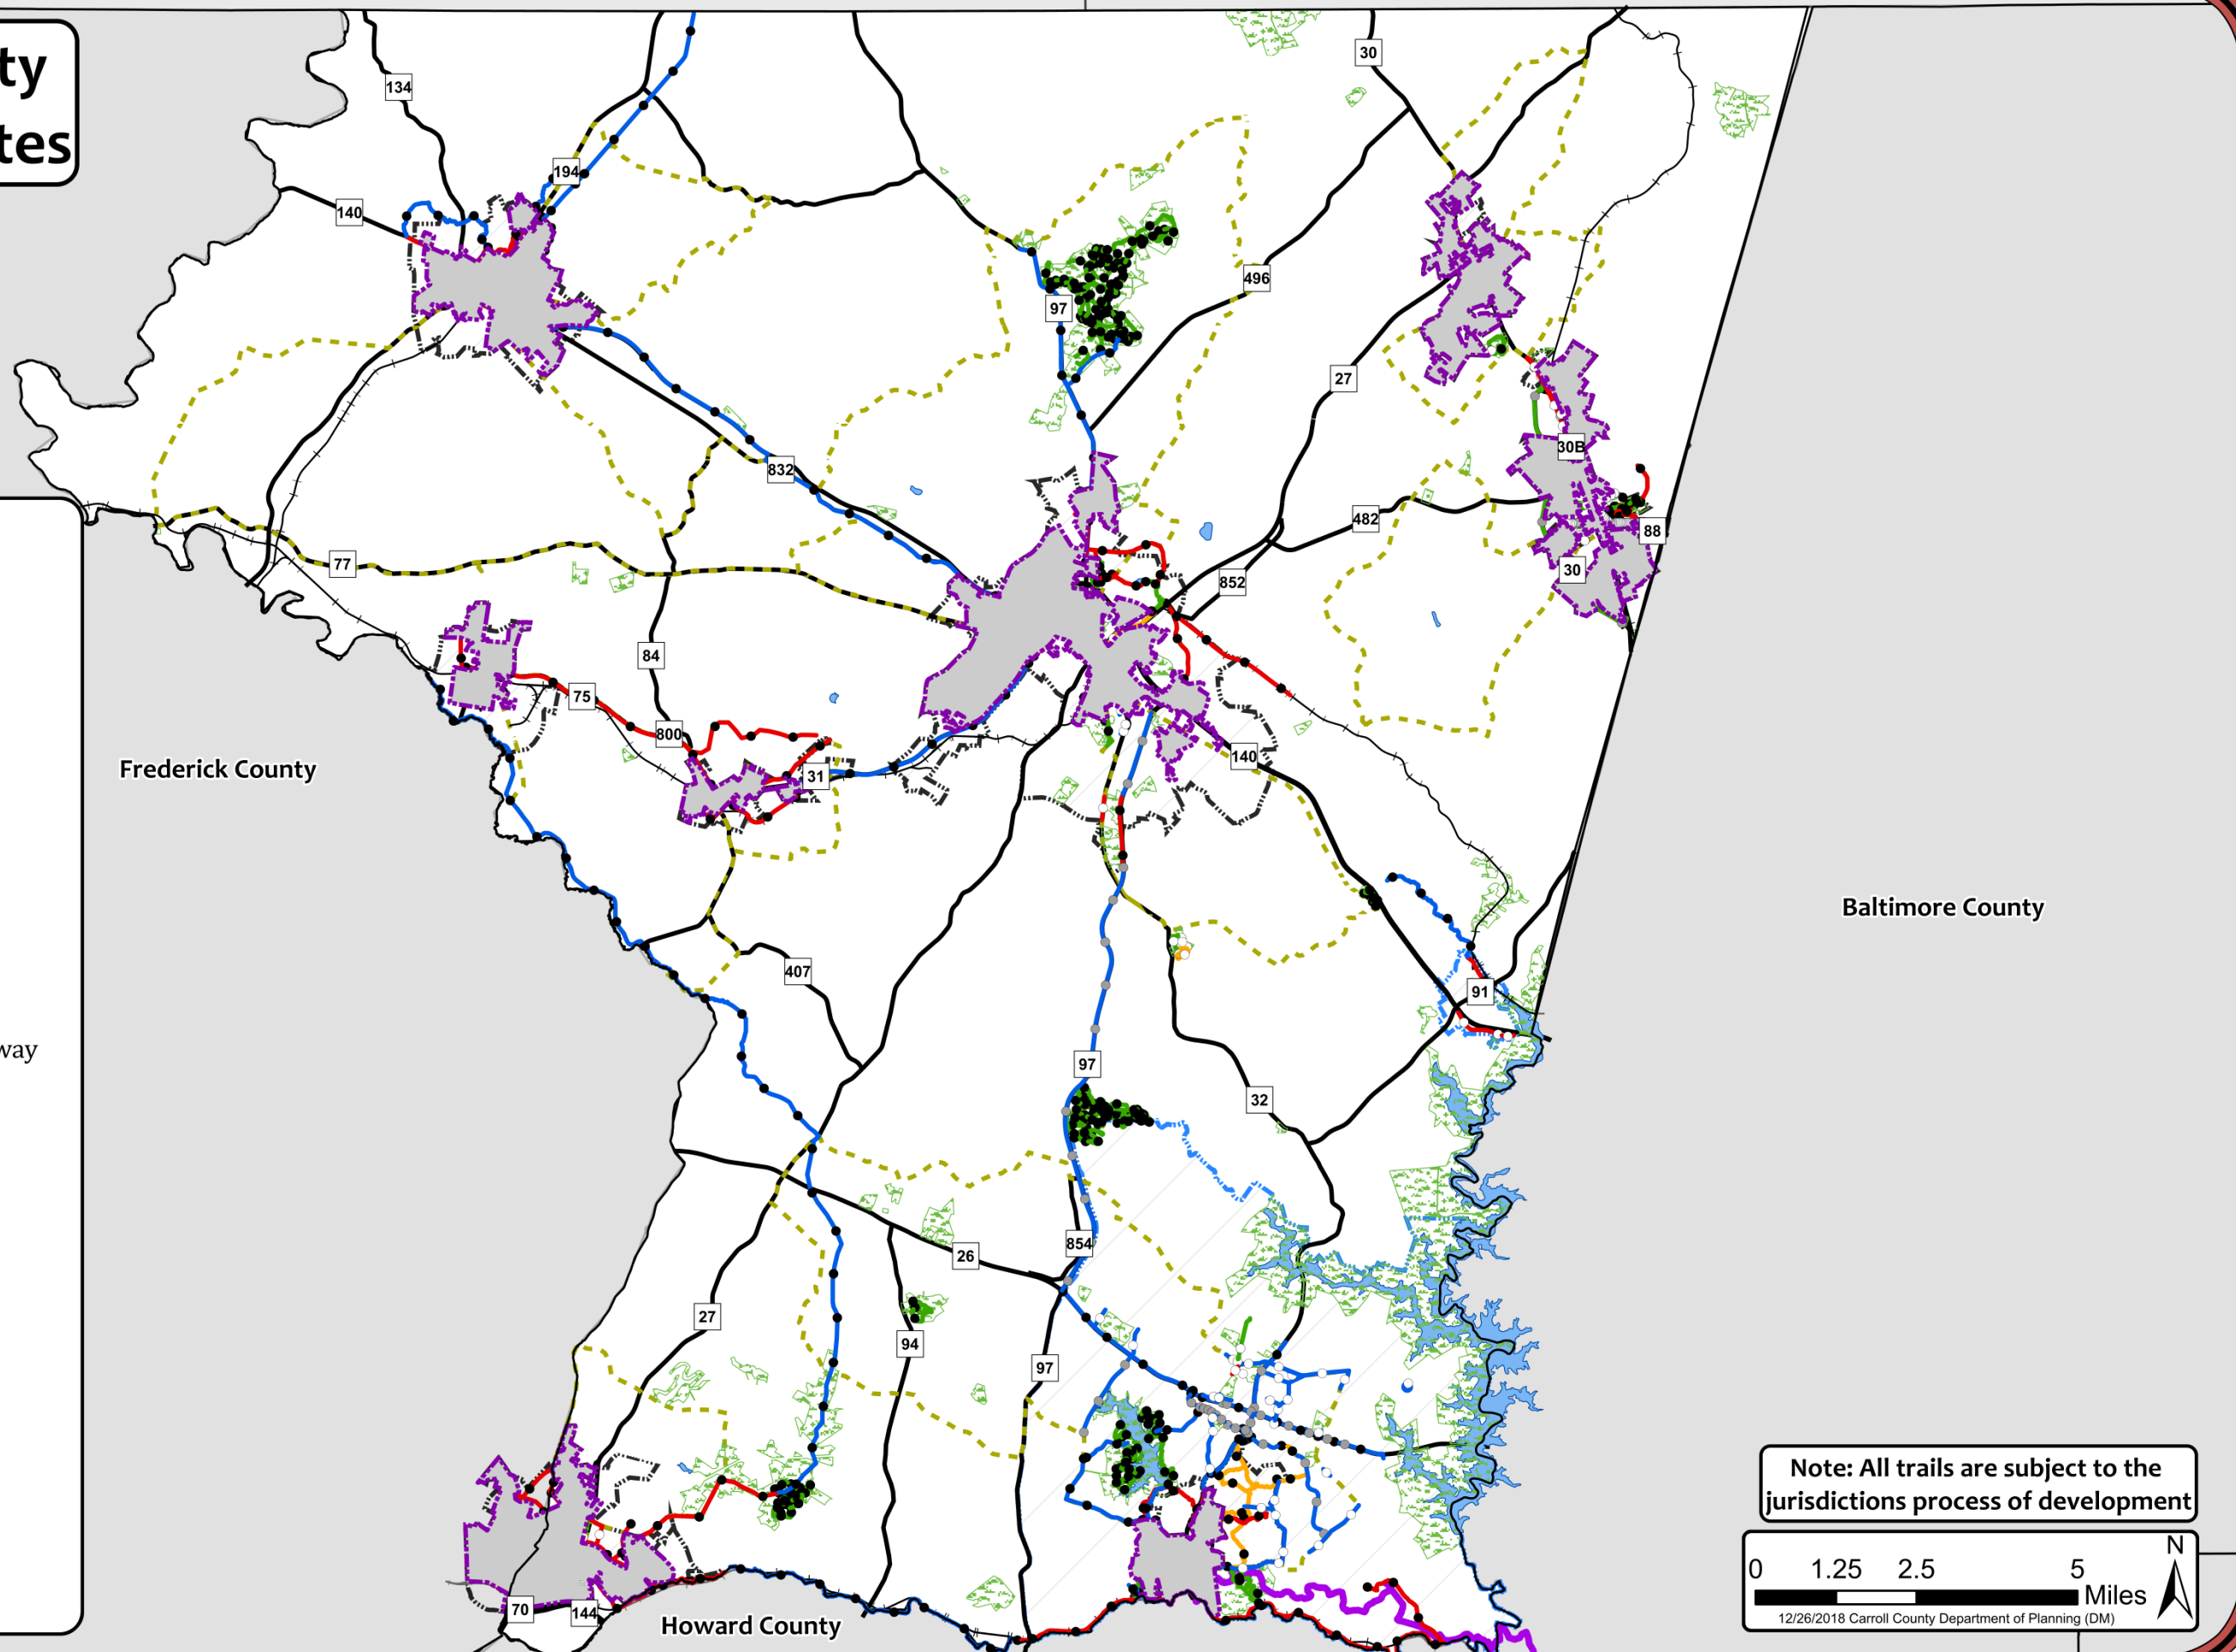 ty
tes
30
134
194
140
97
496
27
832
30B
482
88
77
30
852
84
75
800
31
140
Frederick County
Baltimore County
407
91
way
97
32
854
26
27
94
97
Note: All trails are subject to the
jurisdictions process of development
N
0 1.25 2.5 5
Miles
70
144
Howard County
12/26/2018 Carroll County Department of Planning (DM)